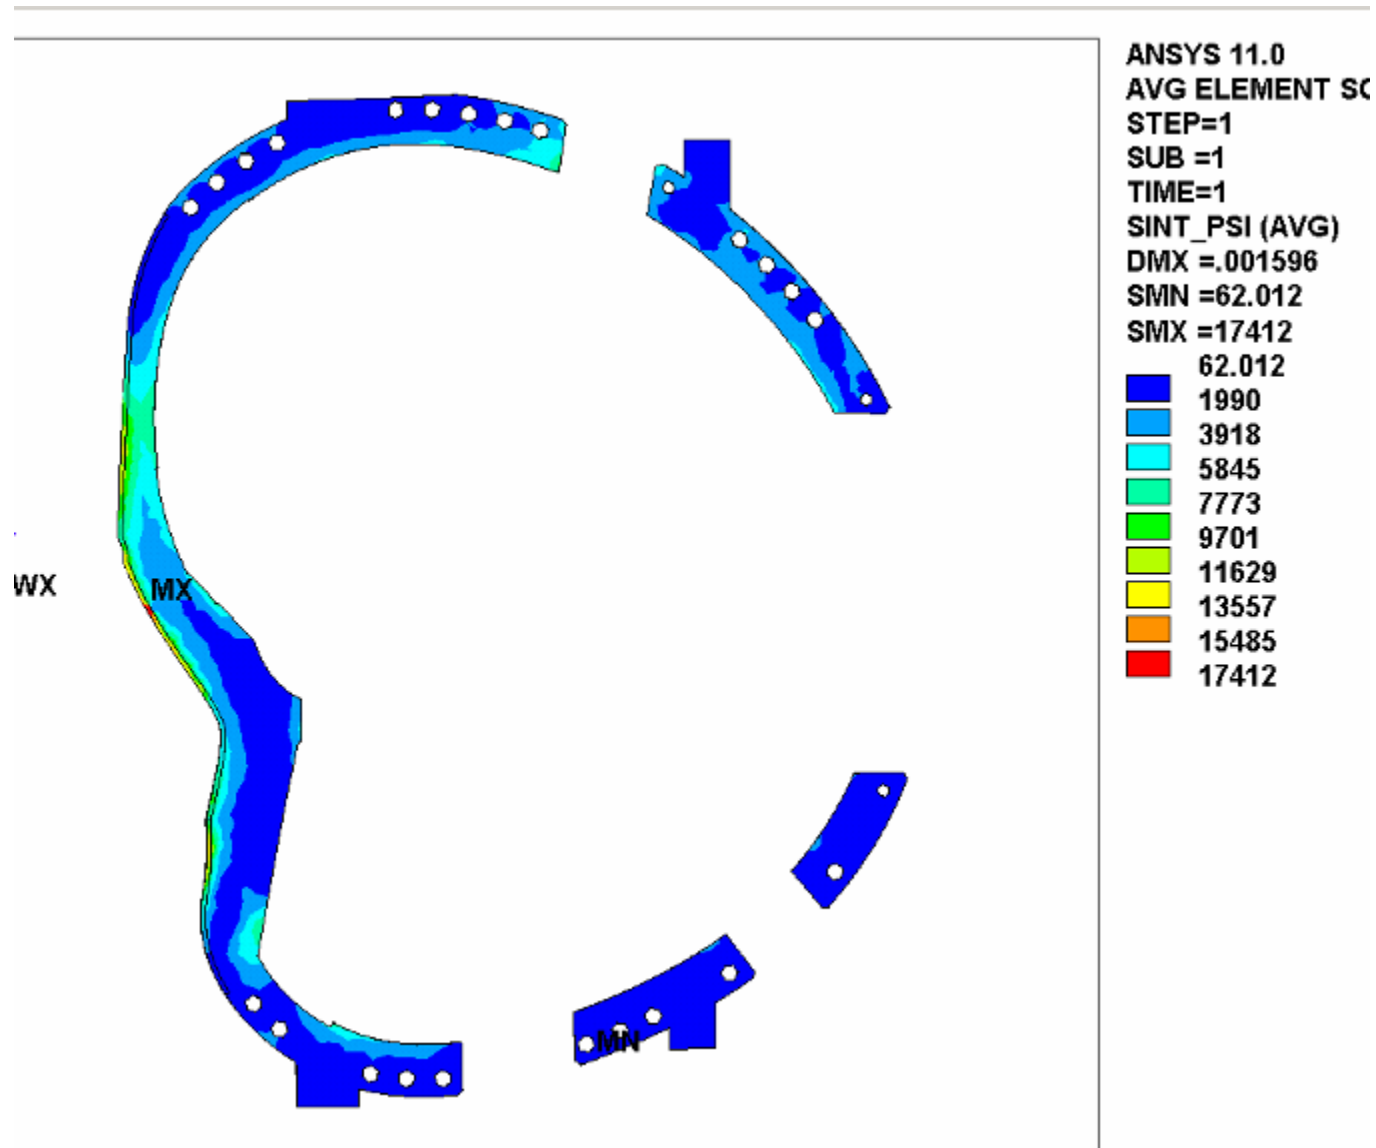 ANSYS 11.0
AVG ELEMENT SO
STEP=1
SUB =1
TIME=1
SINT_PSI (AVG)
DMX =.001596
SMN =62.012
SMX =17412
62.012
1990
3918
5845
7773
9701
11629
13557
15485
17412
WX
MX
MN